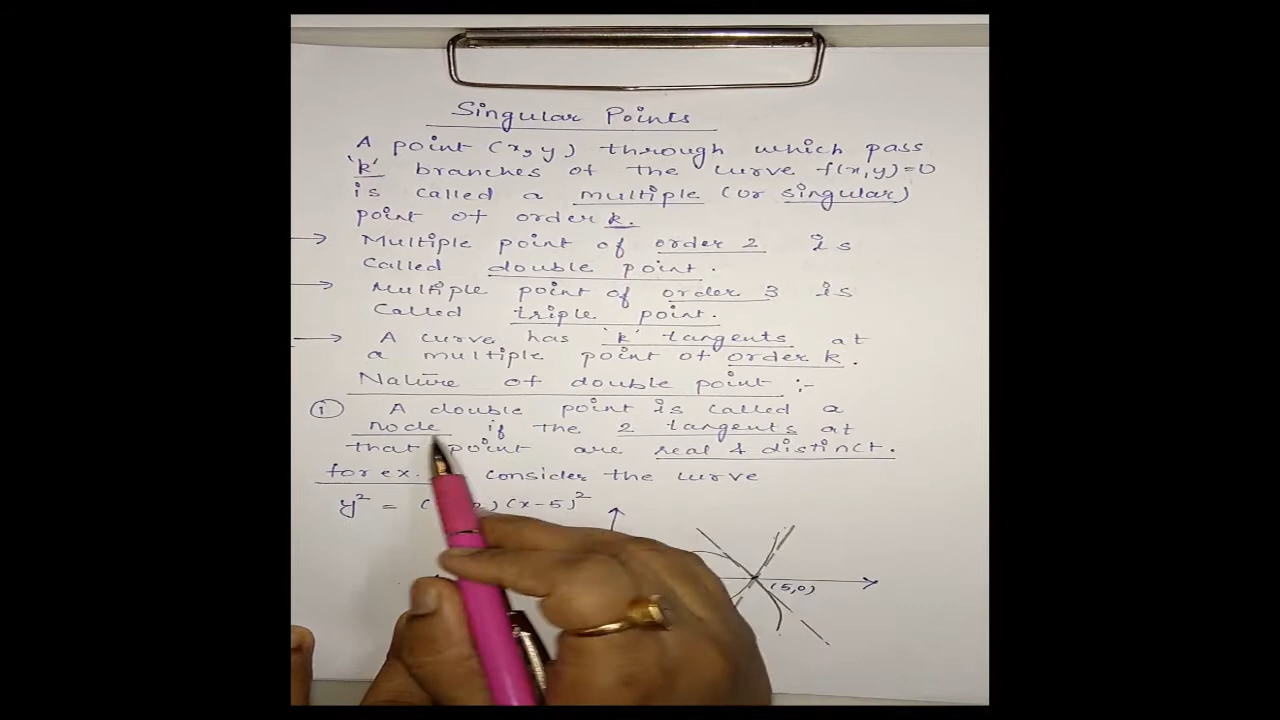 Singular Points
A point (x, y) through which pass
'k' branches of the curve f(x,y)=0
is called a multiple (or singular)
point of order k.
→ Multiple point of order 2 is
Called double point.
→ Multiple point of order 3 is
Called triple point.
→ A curve has 'k' tangents at
a multiple point of order k.
Nature of double point :-
(i) A double point is called a
node if the 2 tangents at
that point are real & distinct.
for ex. consider the curve
y² = ( ) (x-5)²
(5,0)